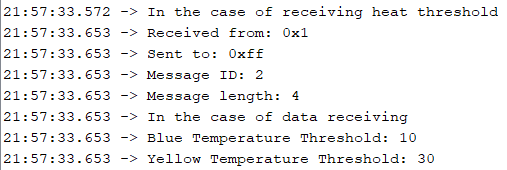 21:57:33.572 -> In the case of receiving heat threshold
21:57:33.653 -> Received from: 0x1
21:57:33.653 -> Sent to: 0xff
21:57:33.653 -> Message ID: 2
21:57:33.653 -> Message length: 4
21:57:33.653 -> In the case of data receiving
21:57:33.653 -> Blue Temperature Threshold: 10
21:57:33.653 -> Yellow Temperature Threshold: 30